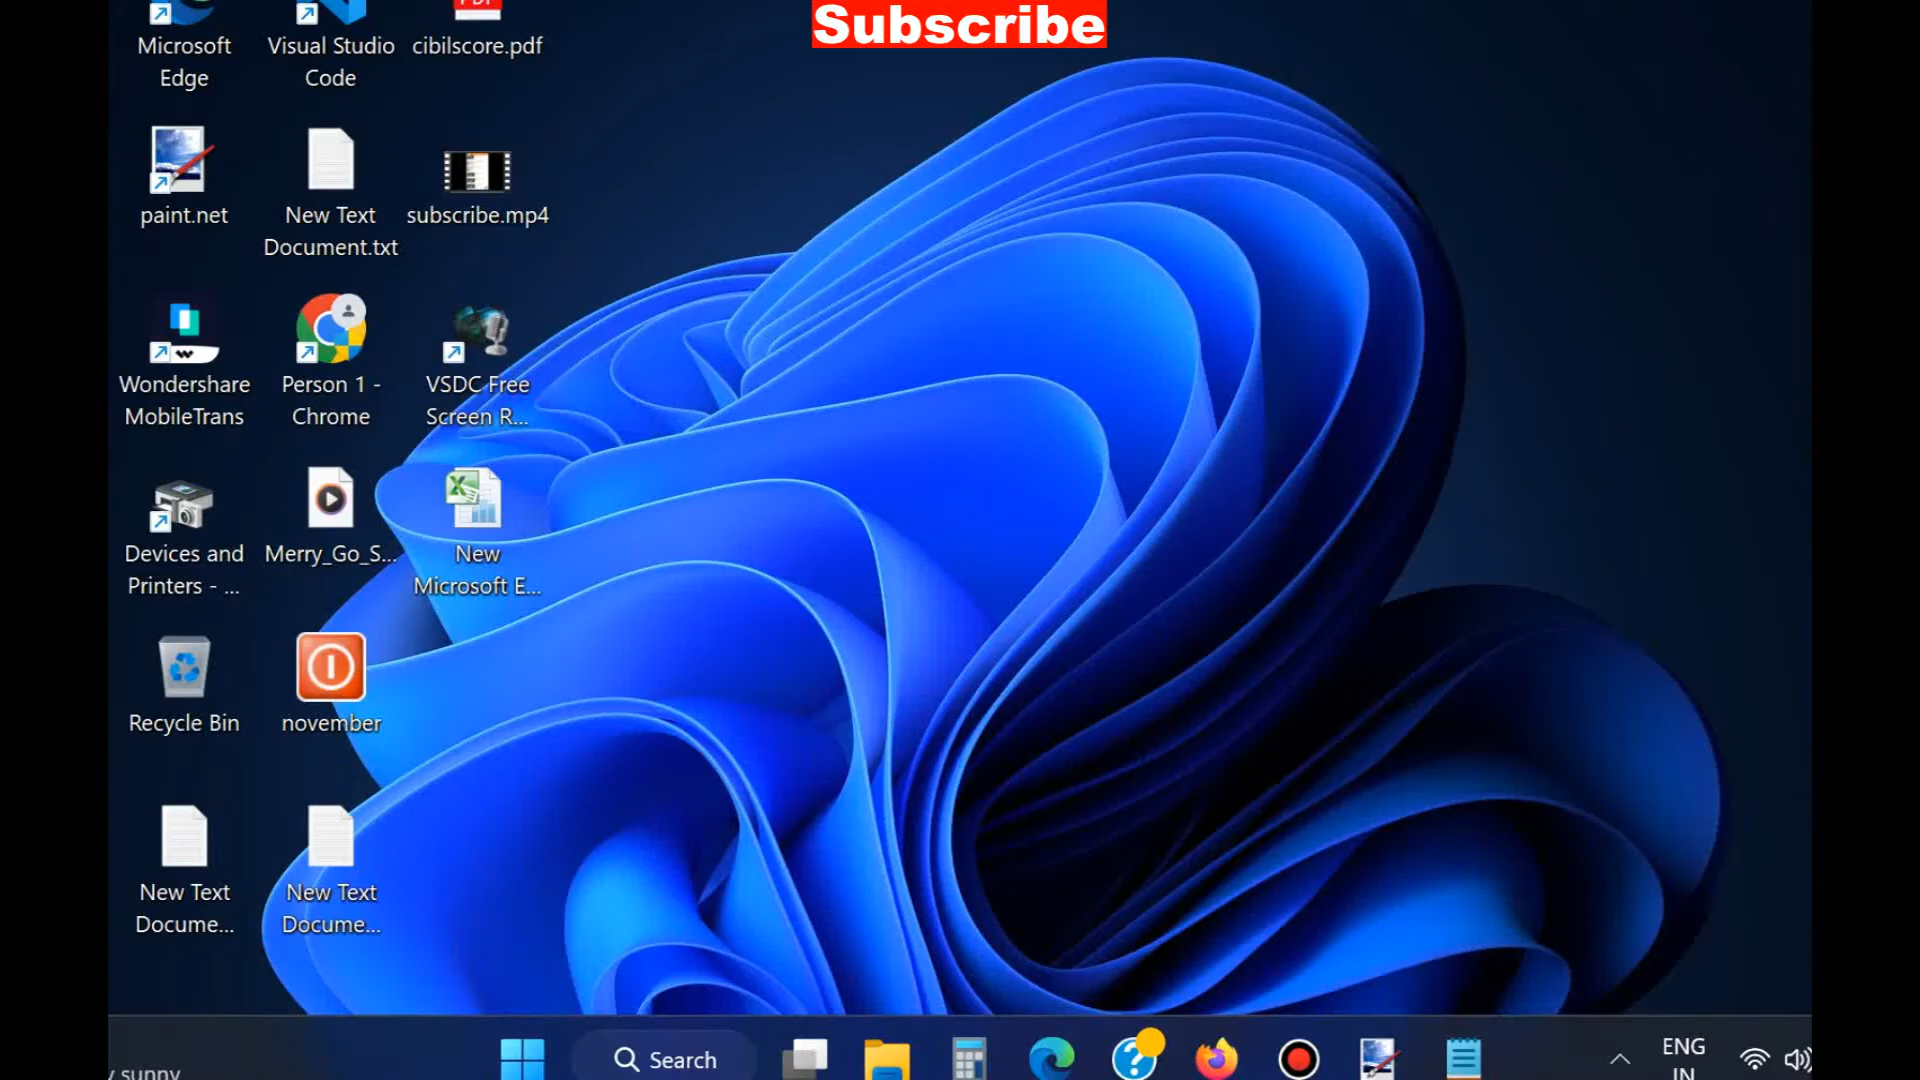 Subscribe
Microsoft
Edge
Visual Studio
Code
PDF
cibilscore.pdf
paint.net
New Text
Document.txt
subscribe.mp4
Wondershare
MobileTrans
Person 1 -
Chrome
VSDC Free
Screen R...
Devices and
Printers - ...
Merry_Go_S...
New
Microsoft E...
Recycle Bin
november
New Text
Docume...
New Text
Docume...
sunny
Search
ENG
IN